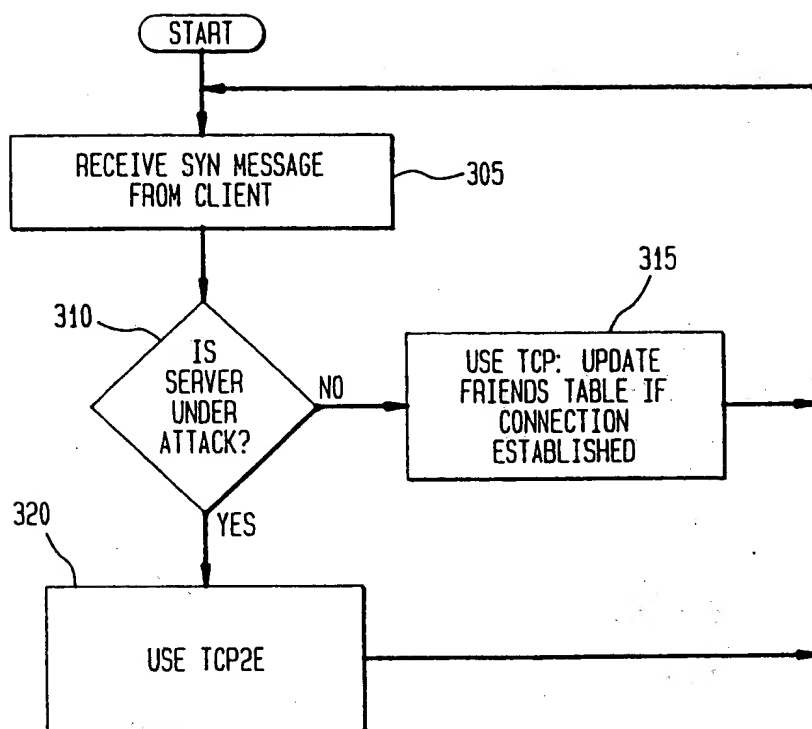 START
RECEIVE SYN MESSAGE
FROM CLIENT
305
310
IS
SERVER
UNDER
ATTACK?
NO
YES
315
USE TCP: UPDATE
FRIENDS TABLE IF
CONNECTION
ESTABLISHED
320
USE TCP2E